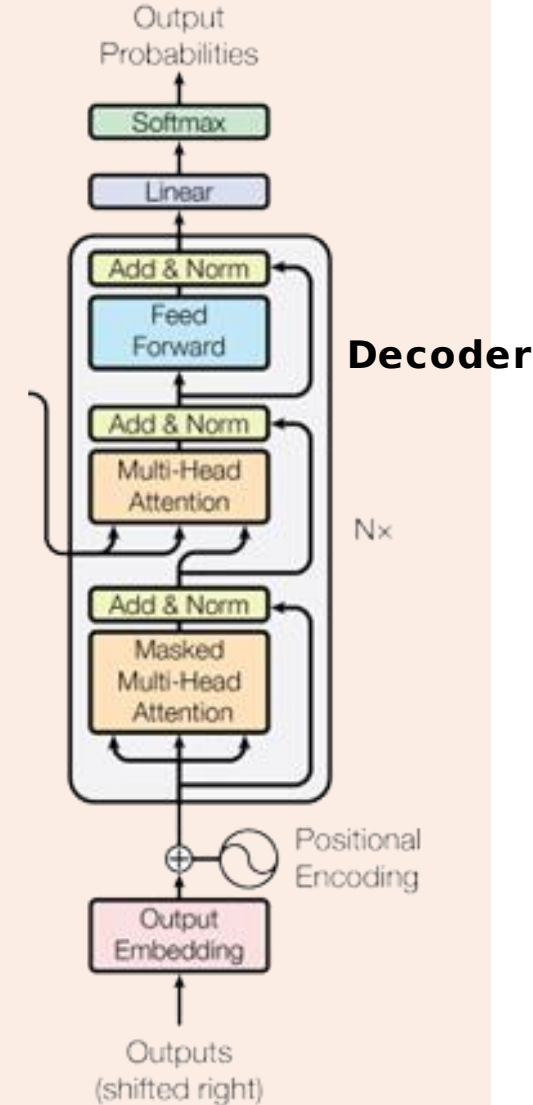 Output
Probabilities
Softmax
Linear
Add & Norm
Feed
Forward
Decoder
Add & Norm
Multi-Head
Attention
N×
Add & Norm
Masked
Multi-Head
Attention
Positional
Encoding
Output
Embedding
Outputs
(shifted right)